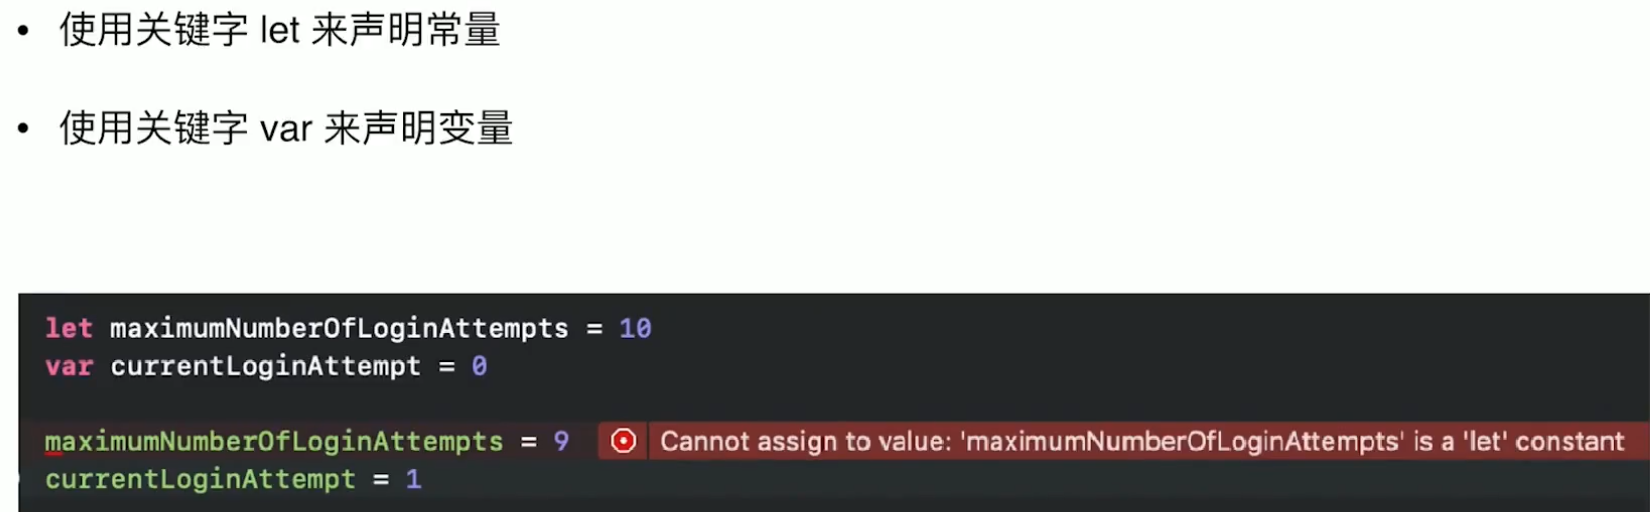 • 使用关键字 let 来声明常量
• 使用关键字 var 来声明变量
let maximumNumberOfLoginAttempts = 10
var currentLoginAttempt = 0
maximumNumberOfLoginAttempts = 9 Cannot assign to value: 'maximumNumberOfLoginAttempts' is a 'let' constant
currentLoginAttempt = 1